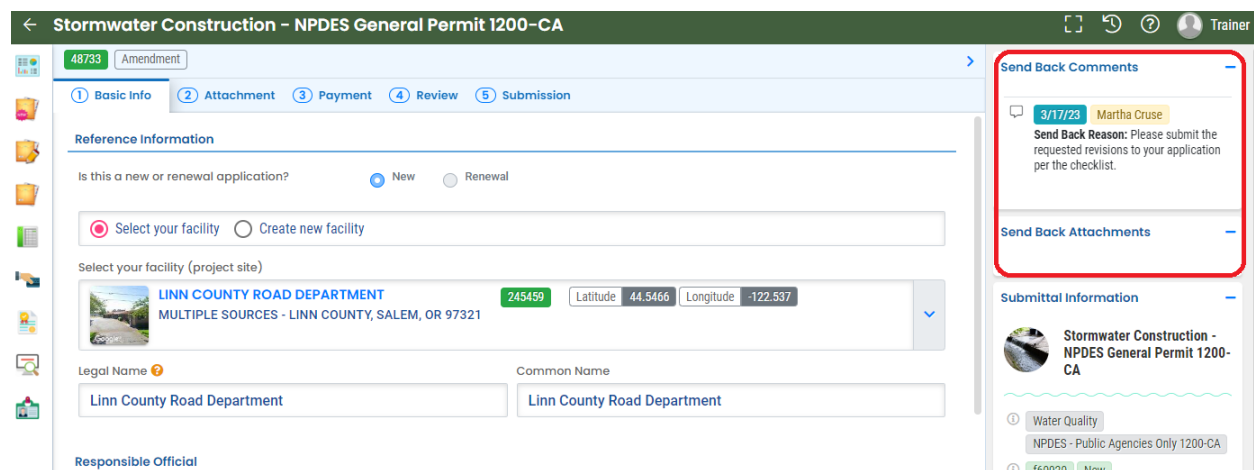 Stormwater Construction - NPDES General Permit 1200-CA
Trainer
48733 Amendment
1 Basic Info 2 Attachment 3 Payment 4 Review 5 Submission
Reference Information
Is this a new or renewal application? New Renewal
Select your facility Create new facility
Select your facility (project site)
LINN COUNTY ROAD DEPARTMENT 245459 Latitude 44.5466 Longitude -122.537
MULTIPLE SOURCES - LINN COUNTY, SALEM, OR 97321
Google
Legal Name Common Name
Linn County Road Department Linn County Road Department
Responsible Official
Send Back Comments
3/17/23 Martha Cruse
Send Back Reason: Please submit the
requested revisions to your application
per the checklist.
Send Back Attachments
Submittal Information
Stormwater Construction -
NPDES General Permit 1200-
CA
Water Quality
NPDES - Public Agencies Only 1200-CA
New